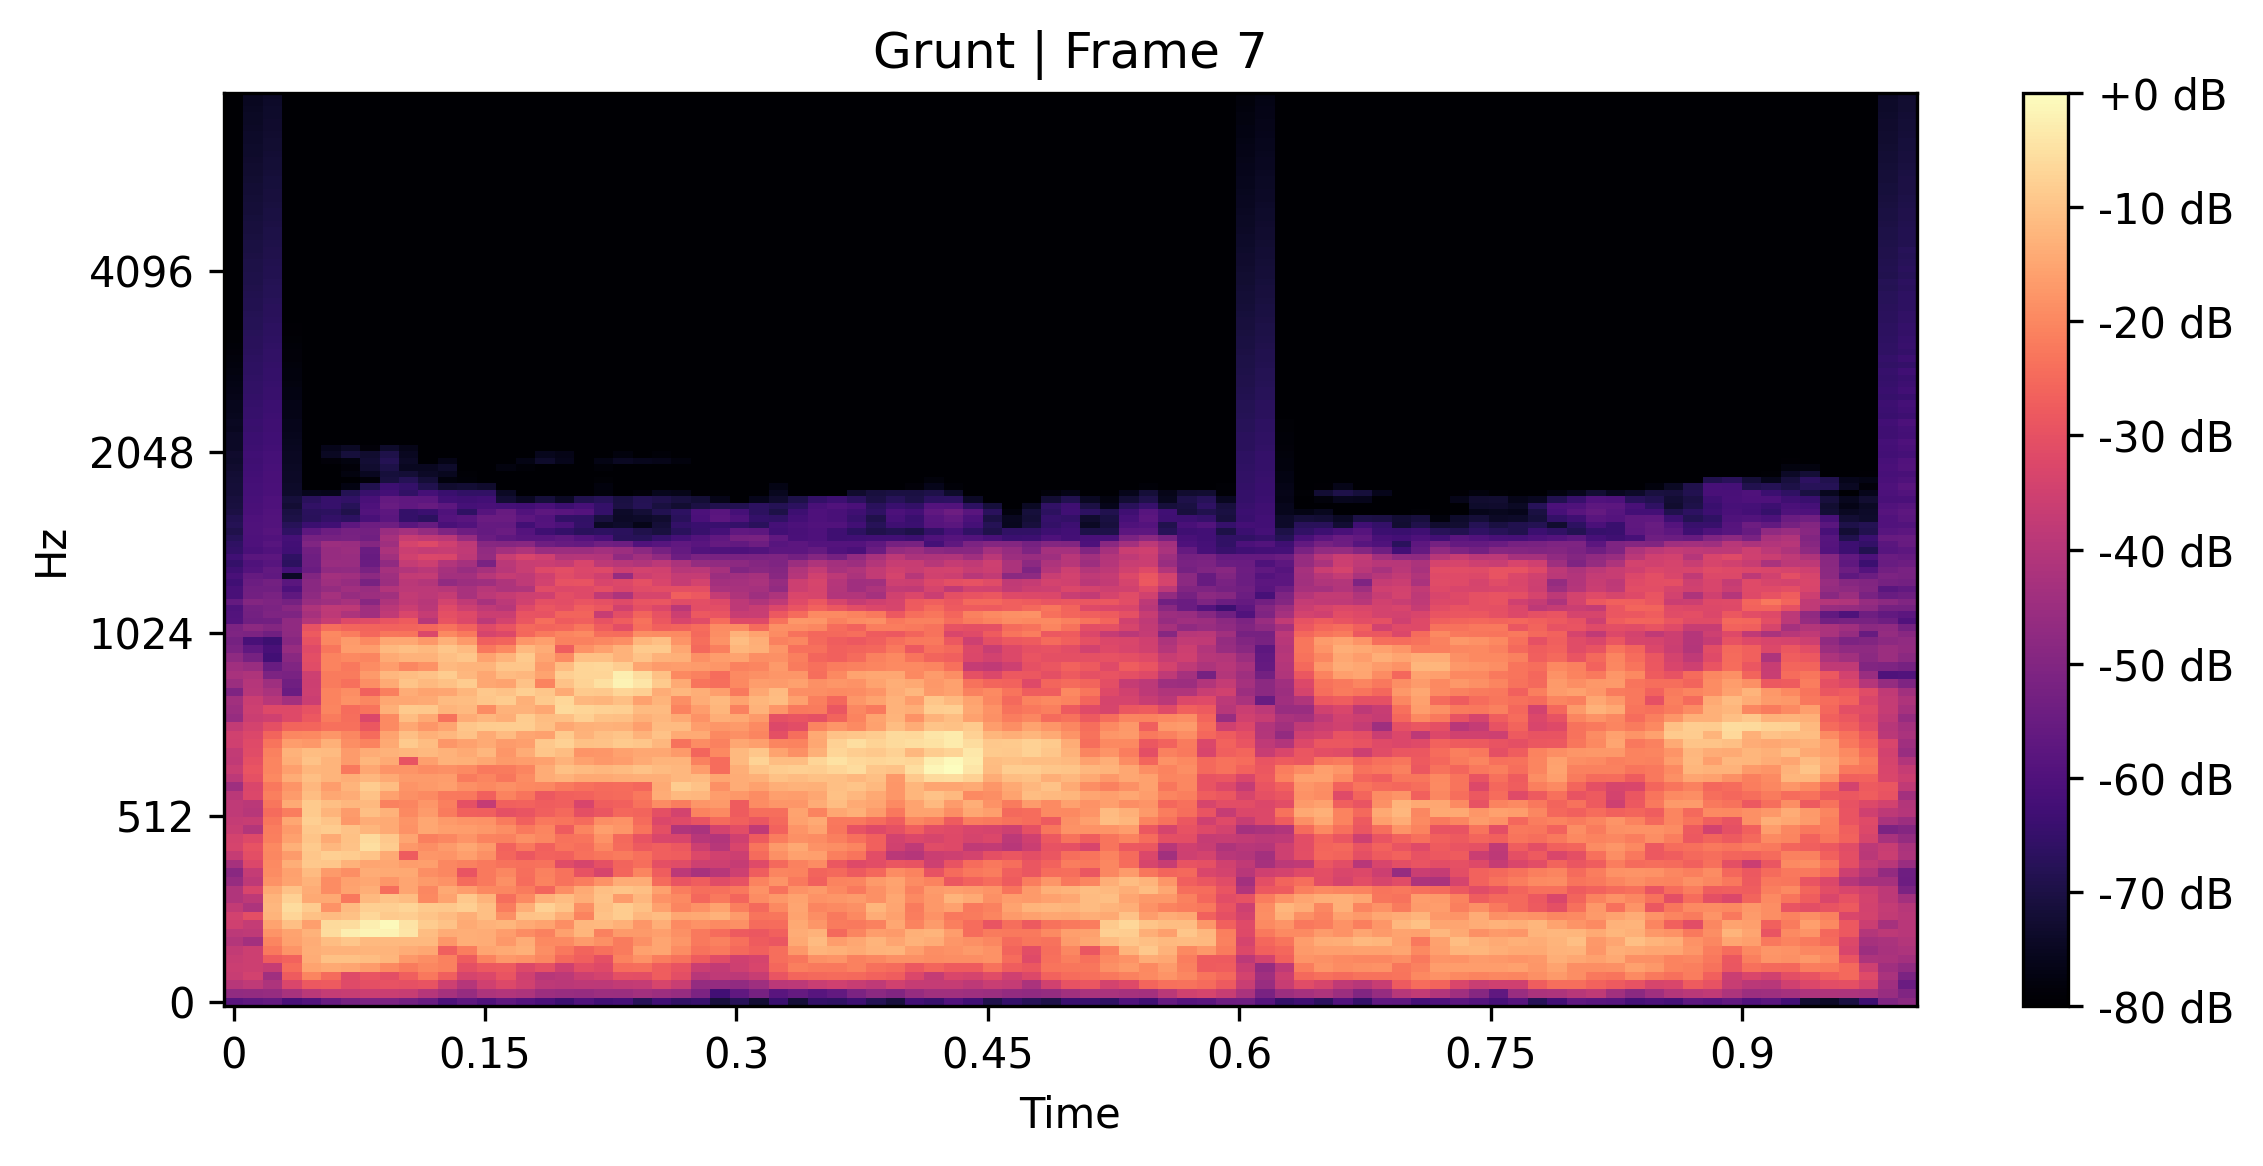 Grunt | Frame 7
+0 dB
-10 dB
-20 dB
-30 dB
-40 dB
-50 dB
-60 dB
-70 dB
-80 dB
Hz
4096
2048
1024
512
0
0 0.15 0.3 0.45 0.6 0.75 0.9
Time